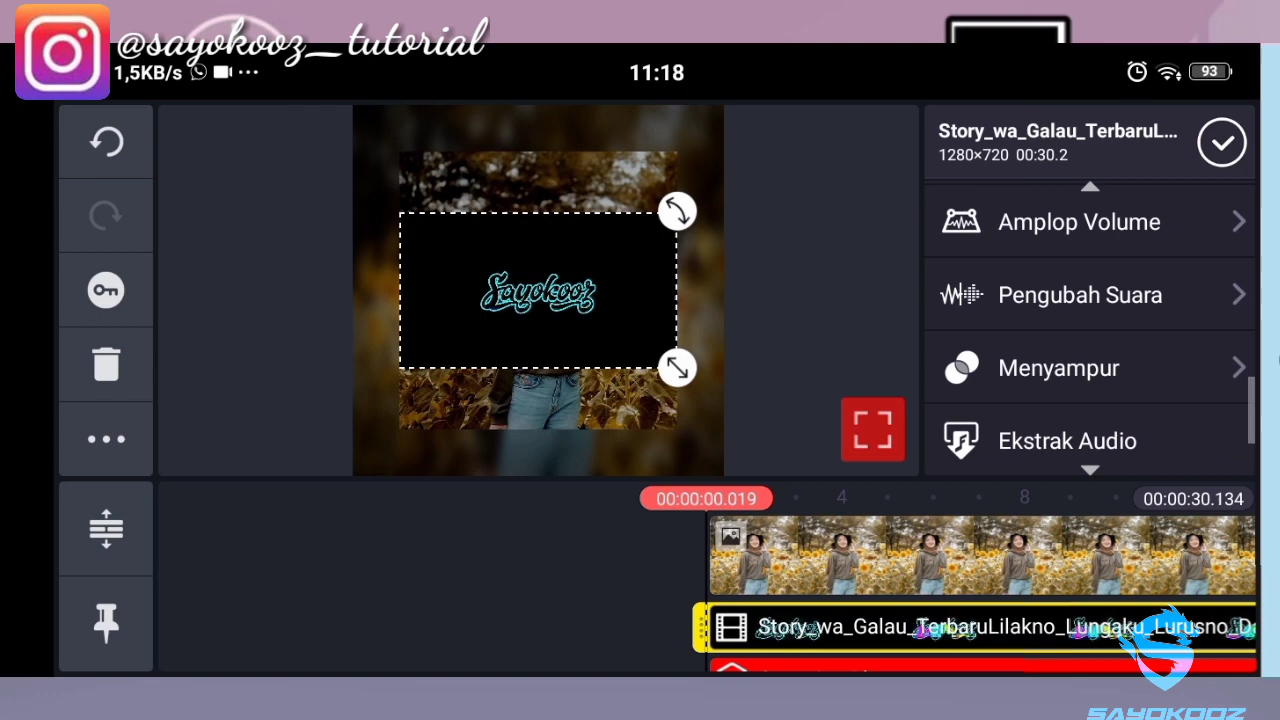 @sayokooz_tutorial
1,5KB/s
11:18
93
Story_wa_Galau_TerbaruL...
1280×720 00:30.2
Amplop Volume
Pengubah Suara
Menyampur
Ekstrak Audio
Sayokooz
00:00:00.019
4
8
00:00:30.134
Story_wa_Galau_TerbaruLilakno_Lungaku_Lurusno_Da
SAYOKOOZ